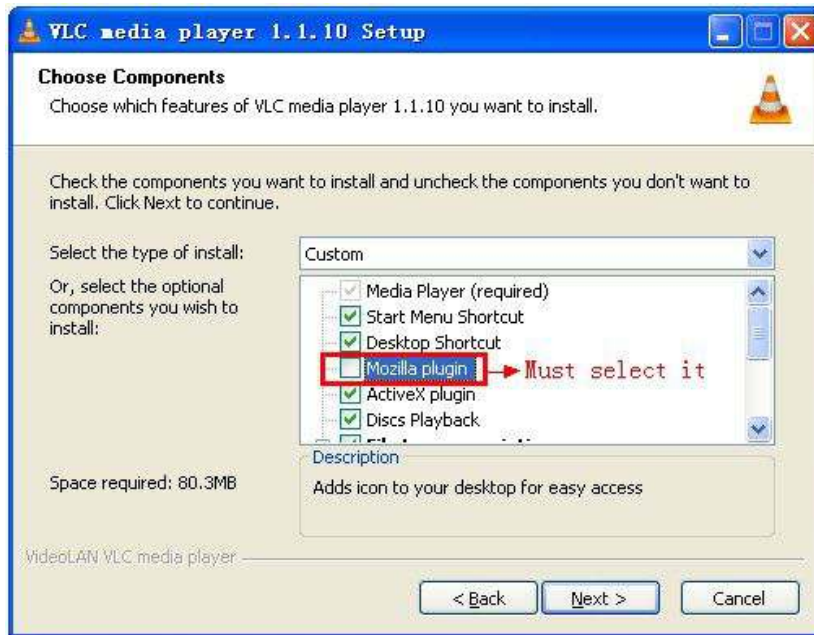 VLC media player 1.1.10 Setup
Choose Components
Choose which features of VLC media player 1.1.10 you want to install.
Check the components you want to install and uncheck the components you don't want to
install. Click Next to continue.
Select the type of install:
Custom
Or, select the optional
components you wish to
install:
Media Player (required)
Start Menu Shortcut
Desktop Shortcut
Mozilla plugin
Must select it
ActiveX plugin
Discs Playback
Space required: 80.3MB
Description
Adds icon to your desktop for easy access
VideoLAN VLC media player
< Back
Next >
Cancel